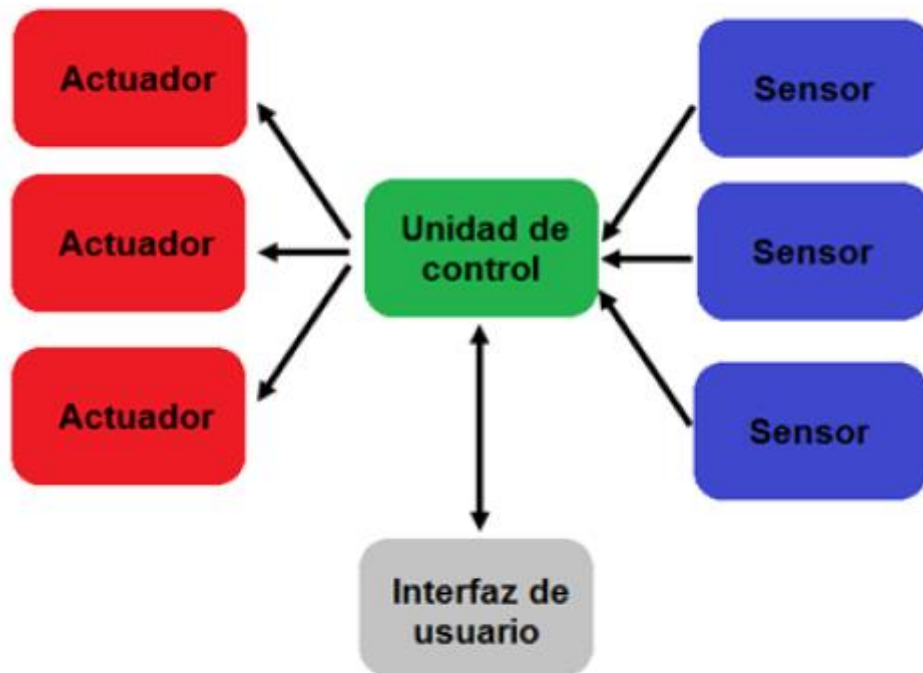 Actuador
Actuador
Actuador
Unidad de
control
Sensor
Sensor
Sensor
Interfaz de
usuario